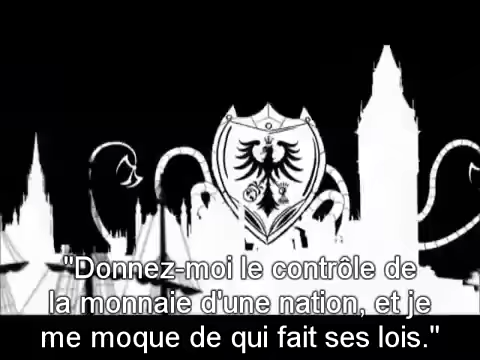 "Donnez-moi le contrôle de
la monnaie d'une nation, et je
me moque de qui fait ses lois."